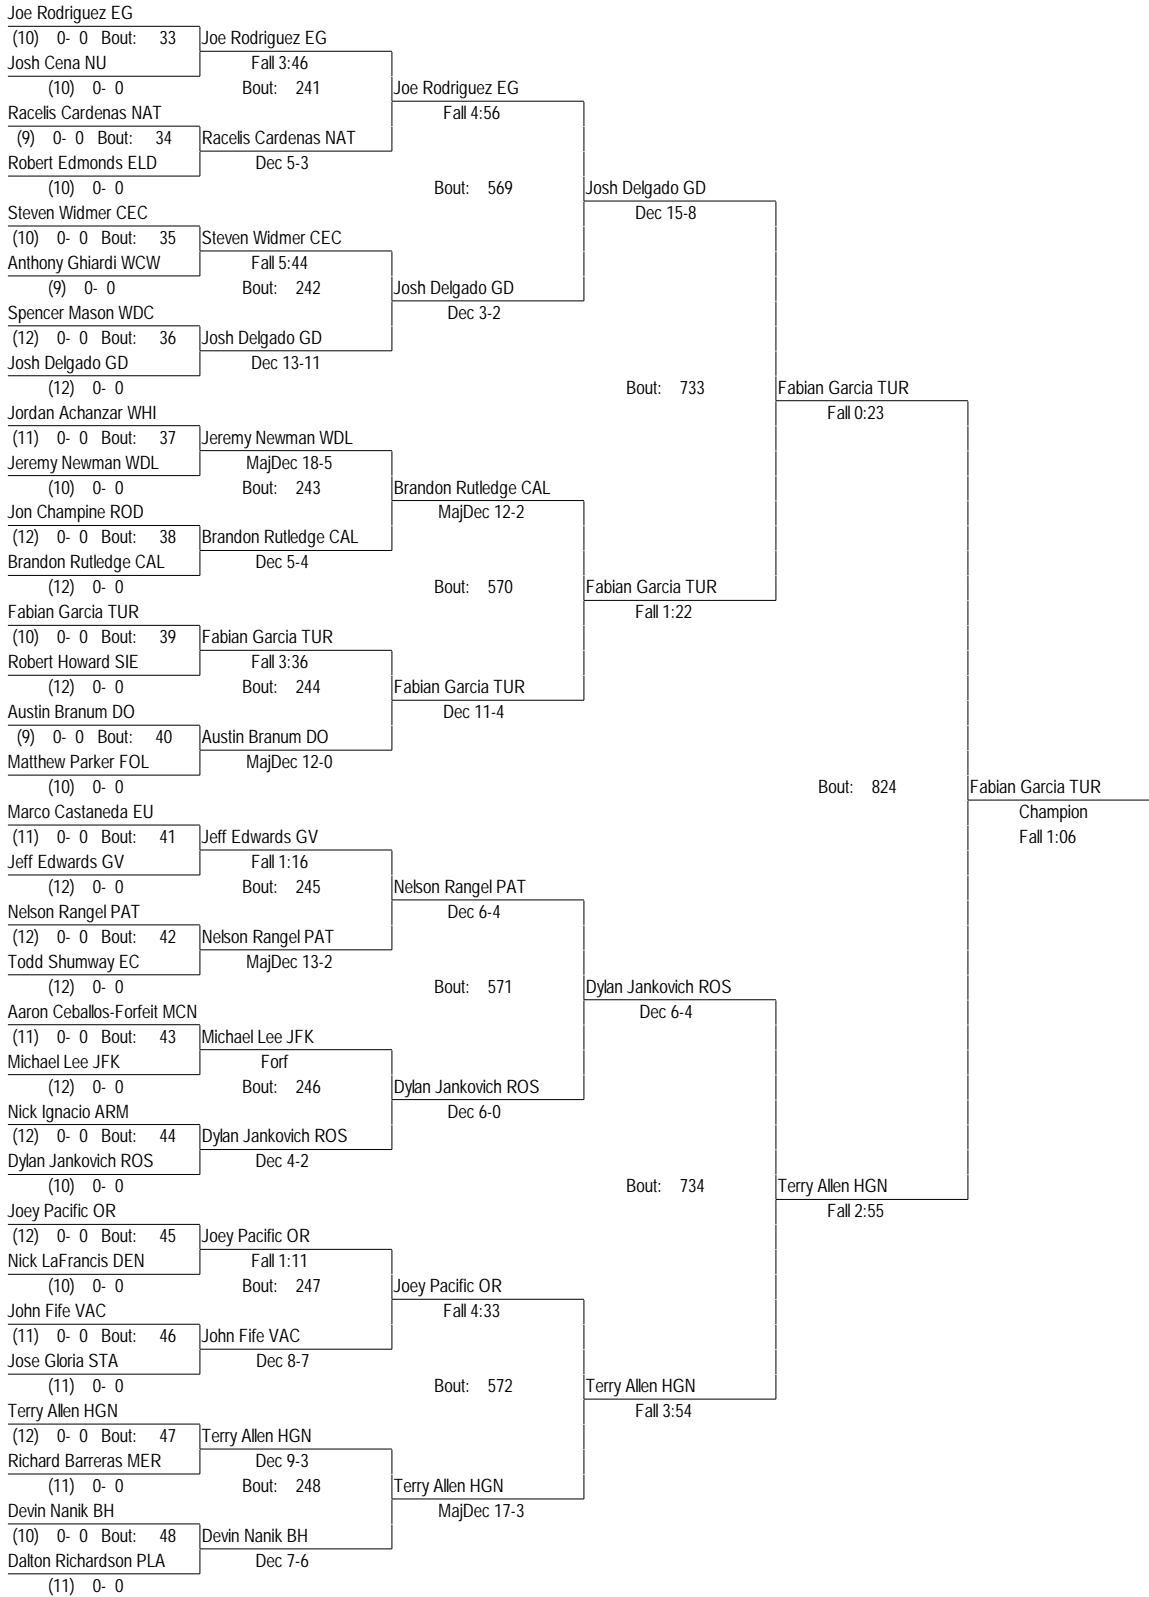 Joe Rodriguez EG
(10) 0- 0 Bout: 33 Joe Rodriguez EG
Josh Cena NU Fall 3:46
(10) 0- 0 Bout: 241 Joe Rodriguez EG
Racelis Cardenas NAT Fall 4:56
(9) 0- 0 Bout: 34 Racelis Cardenas NAT
Robert Edmonds ELD Dec 5-3
(10) 0- 0 Bout: 569 Josh Delgado GD
Steven Widmer CEC Dec 15-8
(10) 0- 0 Bout: 35 Steven Widmer CEC
Anthony Ghiardi WCW Fall 5:44
(9) 0- 0 Bout: 242 Josh Delgado GD
Spencer Mason WDC Dec 3-2
(12) 0- 0 Bout: 36 Josh Delgado GD
Josh Delgado GD Dec 13-11
(12) 0- 0 Bout: 733 Fabian Garcia TUR
Jordan Achanzar WHI Fall 0:23
(11) 0- 0 Bout: 37 Jeremy Newman WDL
Jeremy Newman WDL MajDec 18-5
(10) 0- 0 Bout: 243 Brandon Rutledge CAL
Jon Champine ROD MajDec 12-2
(12) 0- 0 Bout: 38 Brandon Rutledge CAL
Brandon Rutledge CAL Dec 5-4
(12) 0- 0 Bout: 570 Fabian Garcia TUR
Fabian Garcia TUR Fall 1:22
(10) 0- 0 Bout: 39 Fabian Garcia TUR
Robert Howard SIE Fall 3:36
(12) 0- 0 Bout: 244 Fabian Garcia TUR
Austin Branum DO Dec 11-4
(9) 0- 0 Bout: 40 Austin Branum DO
Matthew Parker FOL MajDec 12-0
(10) 0- 0 Bout: 824 Fabian Garcia TUR
Marco Castaneda EU Champion
(11) 0- 0 Bout: 41 Jeff Edwards GV Fall 1:06
Jeff Edwards GV Fall 1:16
(12) 0- 0 Bout: 245 Nelson Rangel PAT
Nelson Rangel PAT Dec 6-4
(12) 0- 0 Bout: 42 Nelson Rangel PAT
Todd Shumway EC MajDec 13-2
(12) 0- 0 Bout: 571 Dylan Jankovich ROS
Aaron Ceballos-Forfeit MCN Dec 6-4
(11) 0- 0 Bout: 43 Michael Lee JFK
Michael Lee JFK Forf
(12) 0- 0 Bout: 246 Dylan Jankovich ROS
Nick Ignacio ARM Dec 6-0
(12) 0- 0 Bout: 44 Dylan Jankovich ROS
Dylan Jankovich ROS Dec 4-2
(10) 0- 0 Bout: 734 Terry Allen HGN
Joey Pacific OR Fall 2:55
(12) 0- 0 Bout: 45 Joey Pacific OR
Nick LaFrancis DEN Fall 1:11
(10) 0- 0 Bout: 247 Joey Pacific OR
John Fife VAC Fall 4:33
(11) 0- 0 Bout: 46 John Fife VAC
Jose Gloria STA Dec 8-7
(11) 0- 0 Bout: 572 Terry Allen HGN
Terry Allen HGN Fall 3:54
(12) 0- 0 Bout: 47 Terry Allen HGN
Richard Barreras MER Dec 9-3
(11) 0- 0 Bout: 248 Terry Allen HGN
Devin Nanik BH MajDec 17-3
(10) 0- 0 Bout: 48 Devin Nanik BH
Dalton Richardson PLA Dec 7-6
(11) 0- 0